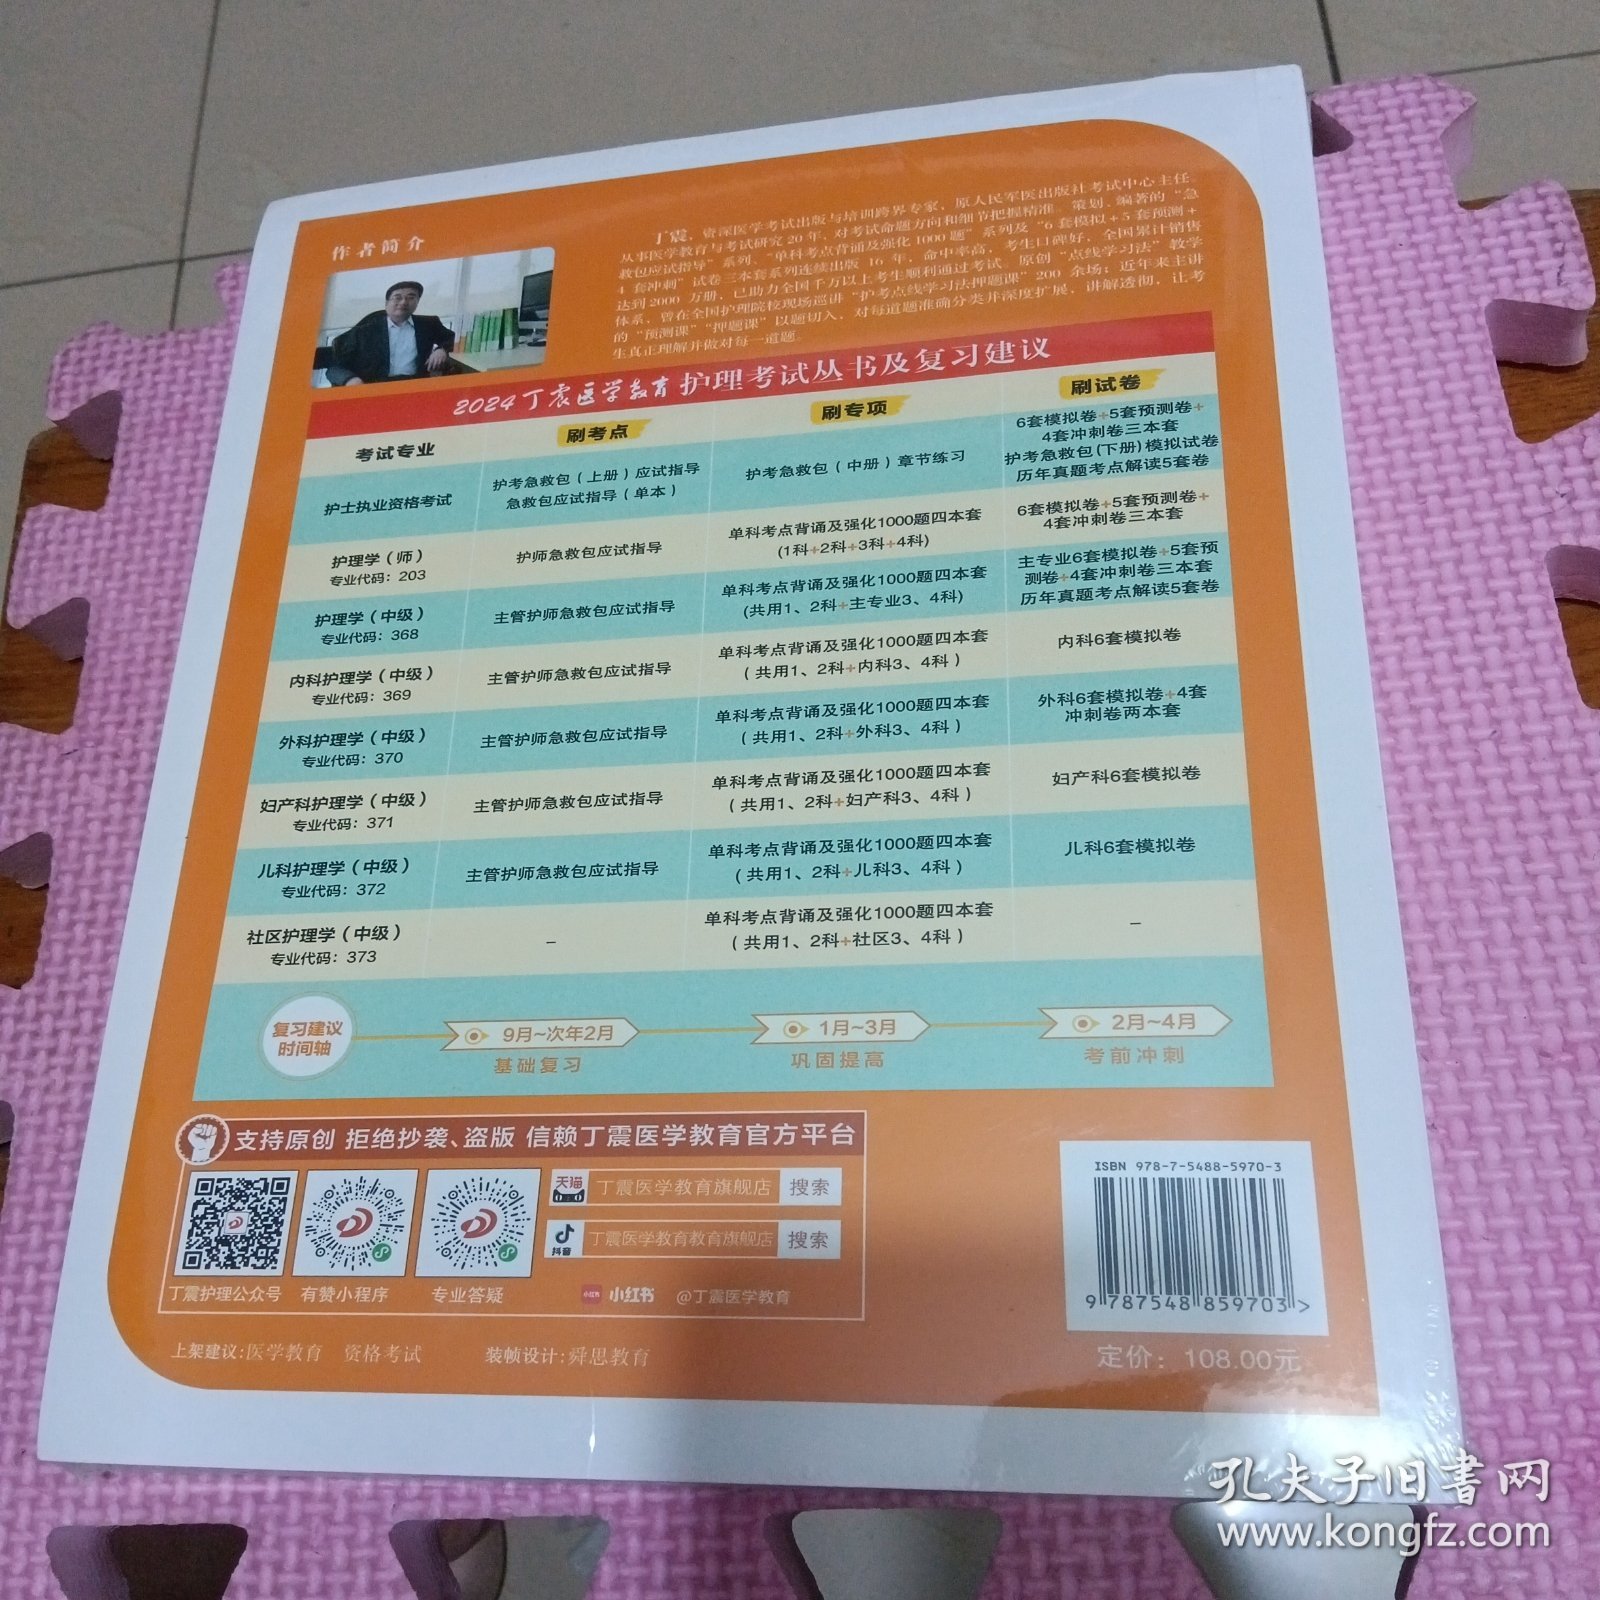 作者简介
丁震，资深医学考试出版与培训跨界专家，原人民军医出版社考试中心主任。
从事医学教育与考试研究20年，对考试命题方向和细节把握精准。策划、编著的“急
救包应试指导”系列、“单科考点背诵及强化1000题”系列及“6套模拟+5套预测+
4套冲刺”试卷三本套系列连续出版16年，命中率高，考生口碑好，全国累计销售
达到2000万册，已助力全国千万以上考生顺利通过考试。原创“点线学习法”教学
体系，曾在全国护理院校现场巡讲“护考点线学习法押题课”200余场；近年来主讲
的“预测课”“押题课”以题切入，对每道题准确分类并深度扩展，讲解透彻，让考
生真正理解并做对每一道题。
2024丁震医学教育 护理考试丛书及复习建议
考试专业 刷考点 刷专项 刷试卷
护士执业资格考试
护考急救包（上册）应试指导
急救包应试指导（单本）
护考急救包（中册）章节练习
6套模拟卷+5套预测卷+
4套冲刺卷三本套
护考急救包(下册)模拟试卷
历年真题考点解读5套卷
护理学（师）
专业代码：203
护师急救包应试指导
单科考点背诵及强化1000题四本套
(1科+2科+3科+4科)
6套模拟卷+5套预测卷+
4套冲刺卷三本套
护理学（中级）
专业代码：368
主管护师急救包应试指导
单科考点背诵及强化1000题四本套
(共用1、2科+主专业3、4科)
主专业6套模拟卷+5套预
测卷+4套冲刺卷三本套
历年真题考点解读5套卷
内科护理学（中级）
专业代码：369
主管护师急救包应试指导
单科考点背诵及强化1000题四本套
（共用1、2科+内科3、4科）
内科6套模拟卷
外科护理学（中级）
专业代码：370
主管护师急救包应试指导
单科考点背诵及强化1000题四本套
（共用1、2科+外科3、4科）
外科6套模拟卷+4套
冲刺卷两本套
妇产科护理学（中级）
专业代码：371
主管护师急救包应试指导
单科考点背诵及强化1000题四本套
（共用1、2科+妇产科3、4科）
妇产科6套模拟卷
儿科护理学（中级）
专业代码：372
主管护师急救包应试指导
单科考点背诵及强化1000题四本套
（共用1、2科+儿科3、4科）
儿科6套模拟卷
社区护理学（中级）
专业代码：373
–
单科考点背诵及强化1000题四本套
（共用1、2科+社区3、4科）
–
复习建议
时间轴
9月~次年2月
基础复习
1月~3月
巩固提高
2月~4月
考前冲刺
支持原创 拒绝抄袭、盗版 信赖丁震医学教育官方平台
丁震护理公众号 有赞小程序 专业答疑
天猫 丁震医学教育旗舰店 搜索
抖音 丁震医学教育教育旗舰店 搜索
小红书 小红书 @丁震医学教育
上架建议：医学教育 资格考试 装帧设计：舜思教育
ISBN 978-7-5488-5970-3
9 787548 859703 >
定价：108.00元
孔夫子旧书网
www.kongfz.com